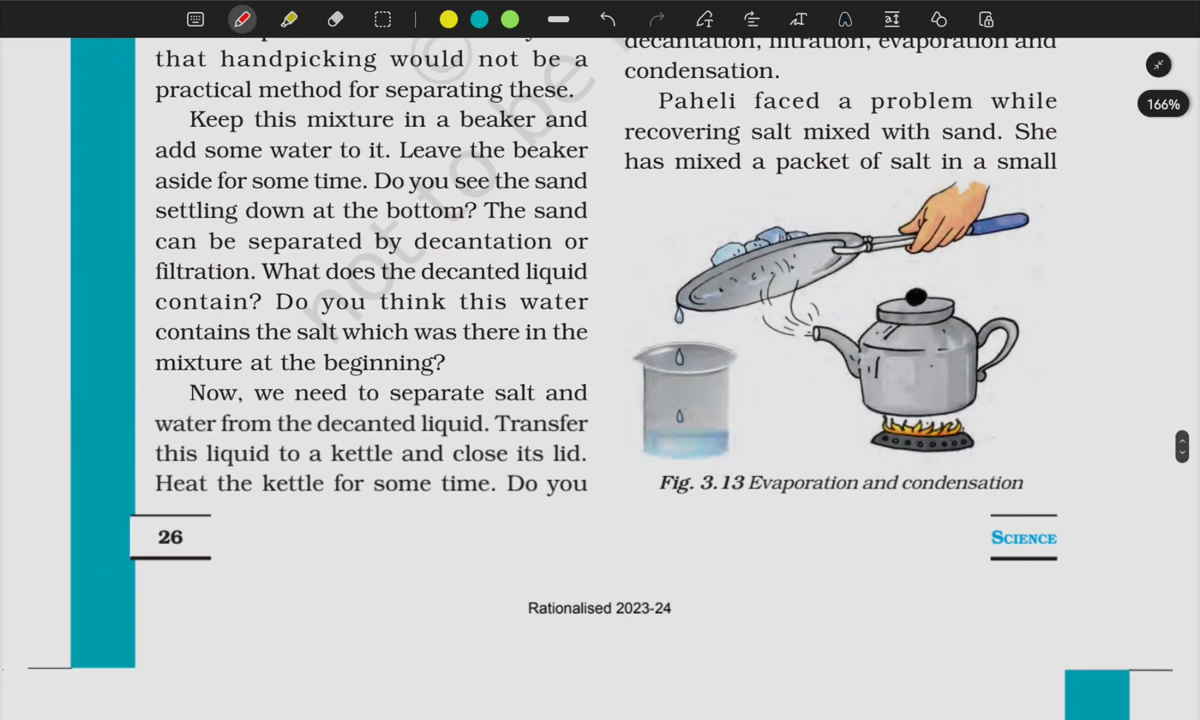 166%
that handpicking would not be a
practical method for separating these.
Keep this mixture in a beaker and
add some water to it. Leave the beaker
aside for some time. Do you see the sand
settling down at the bottom? The sand
can be separated by decantation or
filtration. What does the decanted liquid
contain? Do you think this water
contains the salt which was there in the
mixture at the beginning?
Now, we need to separate salt and
water from the decanted liquid. Transfer
this liquid to a kettle and close its lid.
Heat the kettle for some time. Do you
26
decantation, filtration, evaporation and
condensation.
Paheli faced a problem while
recovering salt mixed with sand. She
has mixed a packet of salt in a small
Fig. 3.13 Evaporation and condensation
SCIENCE
Rationalised 2023-24
©
not to be